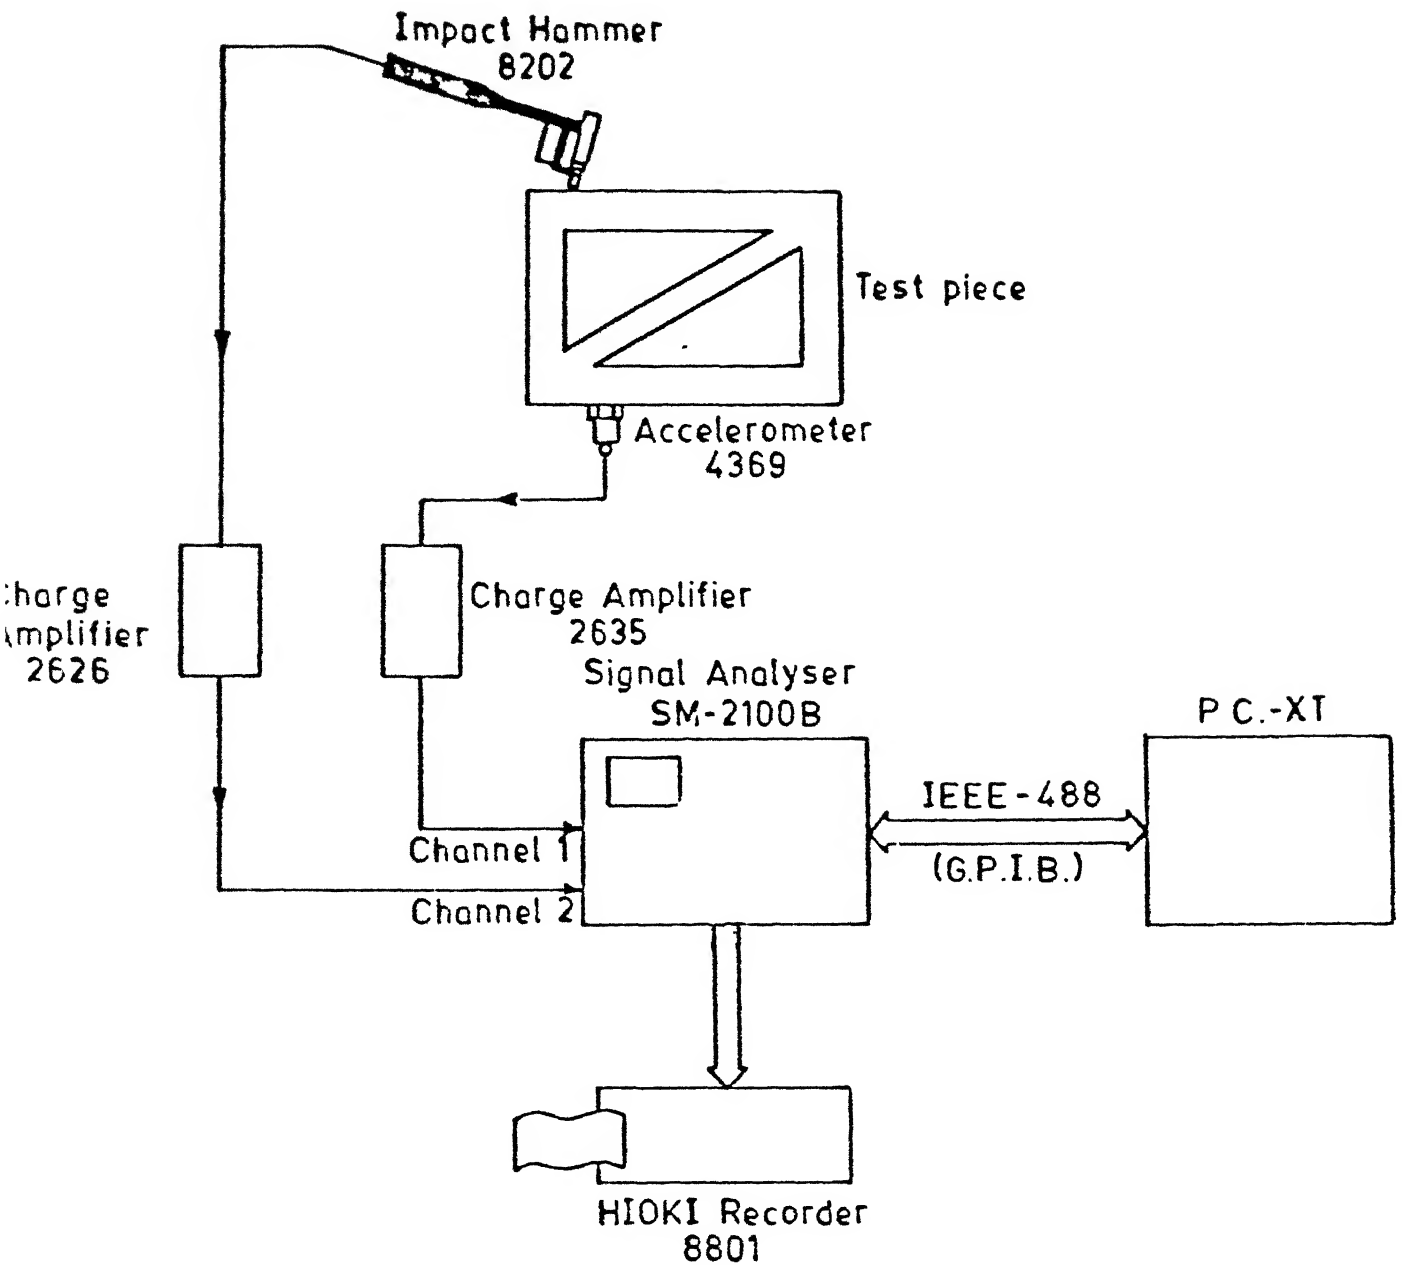 Impact Hammer
8202
Test piece
Accelerometer
4369
harge
mplifier
2626
Charge Amplifier
2635
Signal Analyser
SM-2100B
P C.-XT
IEEE-488
(G.P.I.B.)
Channel 1
Channel 2
HIOKI Recorder
8801